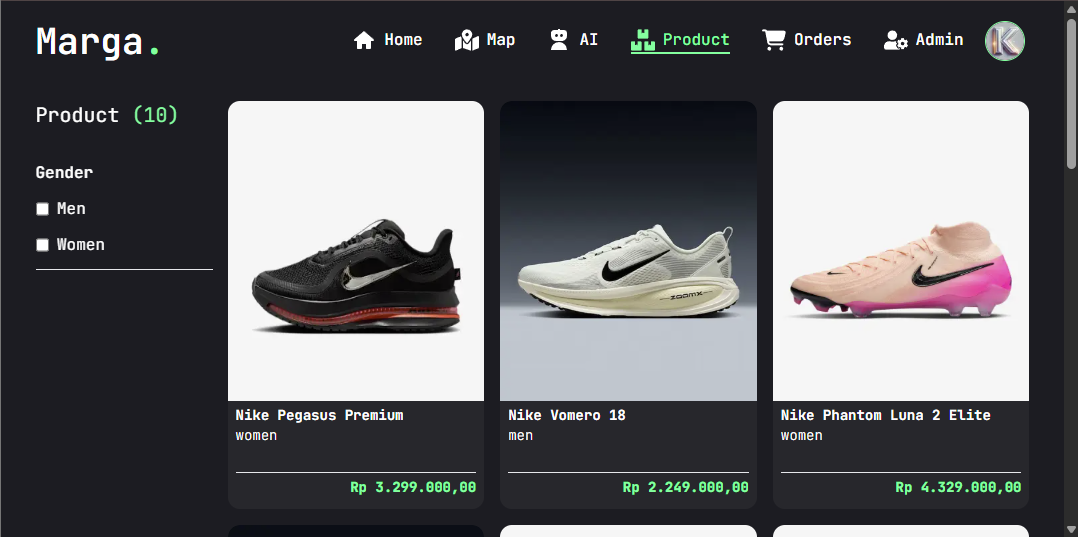 Marga.
Home
Map
AI
Product
Orders
Admin
K
Product (10)
Gender
Men
Women
zoomx
Nike Pegasus Premium
women
Rp 3.299.000,00
Nike Vomero 18
men
Rp 2.249.000,00
Nike Phantom Luna 2 Elite
women
Rp 4.329.000,00